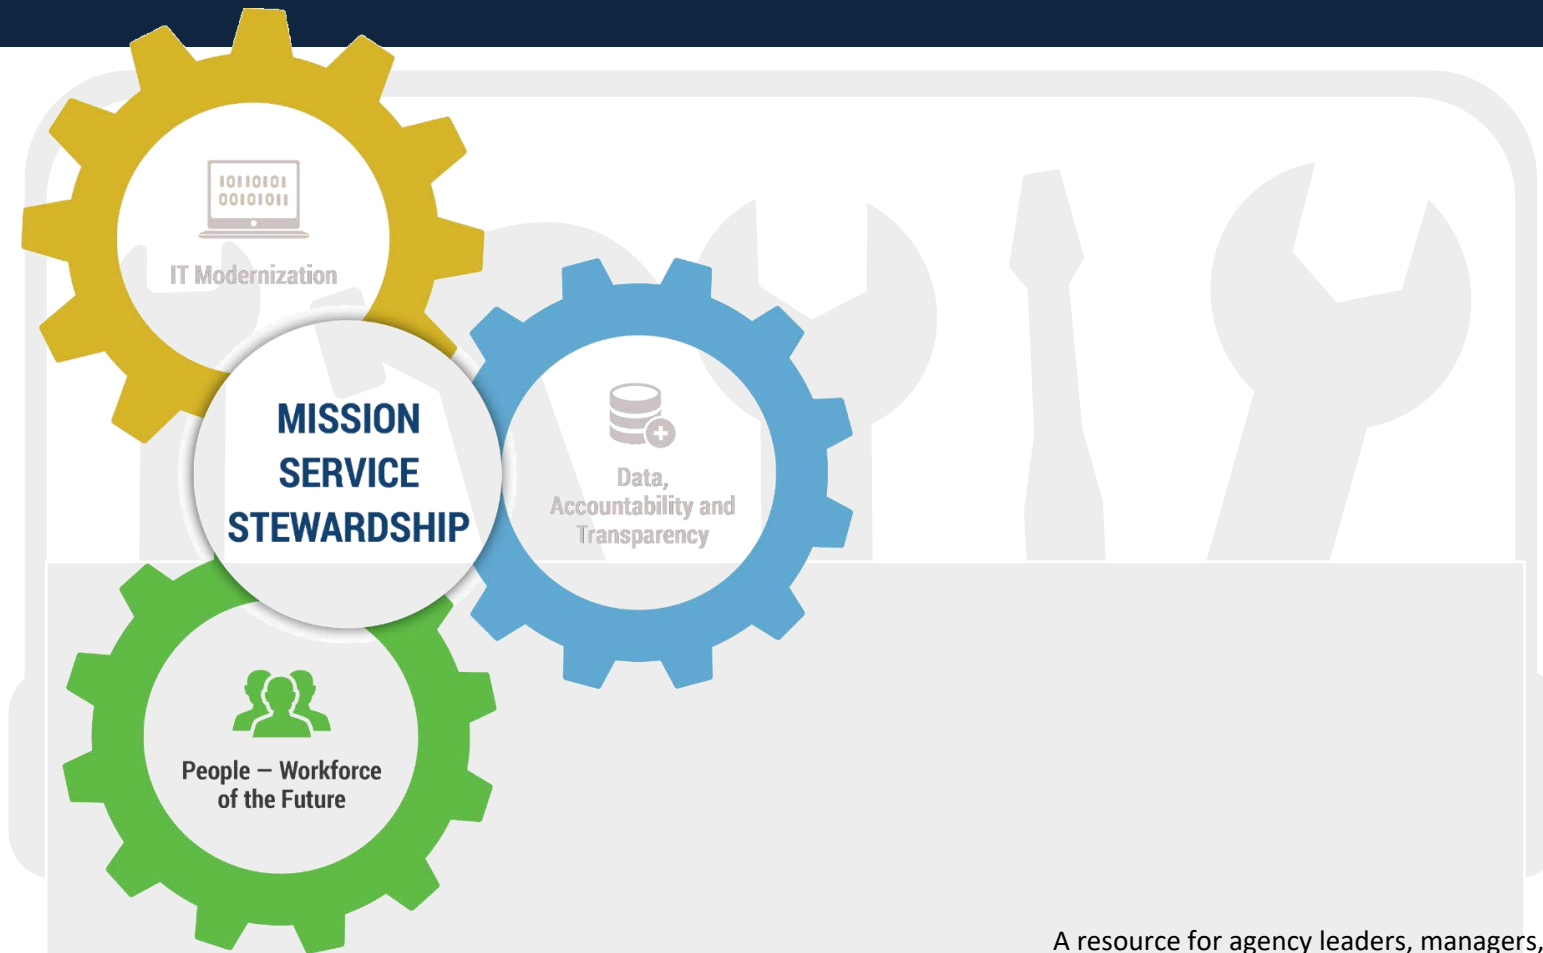 10110101
00101011
IT Modernization
MISSION
SERVICE
STEWARDSHIP
Data,
Accountability and
Transparency
People – Workforce
of the Future
A resource for agency leaders, managers,